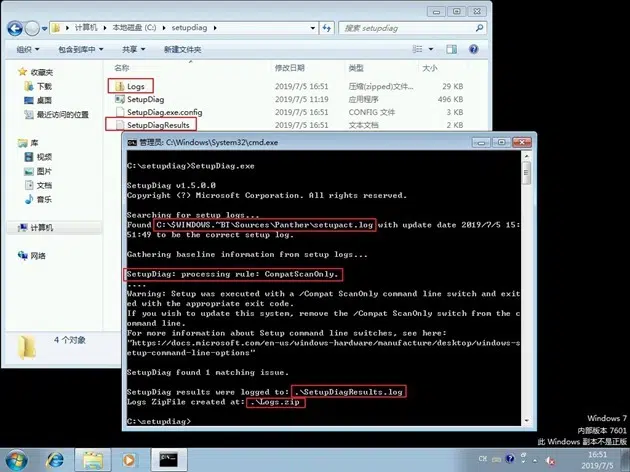 计算机 ▸ 本地磁盘 (C:) ▸ setupdiag ▸
搜索 setupdiag
组织 包含到库中 共享 新建文件夹
名称 修改日期 类型 大小
收藏夹
下载
桌面
最近访问的位置
库
视频
图片
文档
音乐
计算机
网络
Logs 2019/7/5 16:51 压缩(zipped)文件... 29 KB
SetupDiag 2019/7/5 11:19 应用程序 496 KB
SetupDiag.exe.config 2019/7/5 16:51 CONFIG 文件 3 KB
SetupDiagResults 2019/7/5 16:51 文本文档 2 KB
4 个对象
管理员: C:\Windows\System32\cmd.exe
C:\setupdiag>SetupDiag.exe
SetupDiag v1.5.0.0
Copyright (?) Microsoft Corporation. All rights reserved.
Searching for setup logs...
Found C:\$WINDOWS.~BT\Sources\Panther\setupact.log with update date 2019/7/5 15:
51:49 to be the correct setup log.
Gathering baseline information from setup logs...
SetupDiag: processing rule: CompatScanOnly.
....
Warning: Setup was executed with a /Compat ScanOnly command line switch and exit
ed with the appropriate exit code.
If you wish to update this system, remove the /Compat ScanOnly switch from the c
ommand line.
For more information about Setup command line switches, see here:
"https://docs.microsoft.com/en-us/windows-hardware/manufacture/desktop/windows-s
etup-command-line-options"
SetupDiag found 1 matching issue.
SetupDiag results were logged to: .\SetupDiagResults.log
Logs ZipFile created at: .\Logs.zip
C:\setupdiag>
Windows 7
内部版本 7601
此 Windows 副本不是正版
CH
16:51
2019/7/5